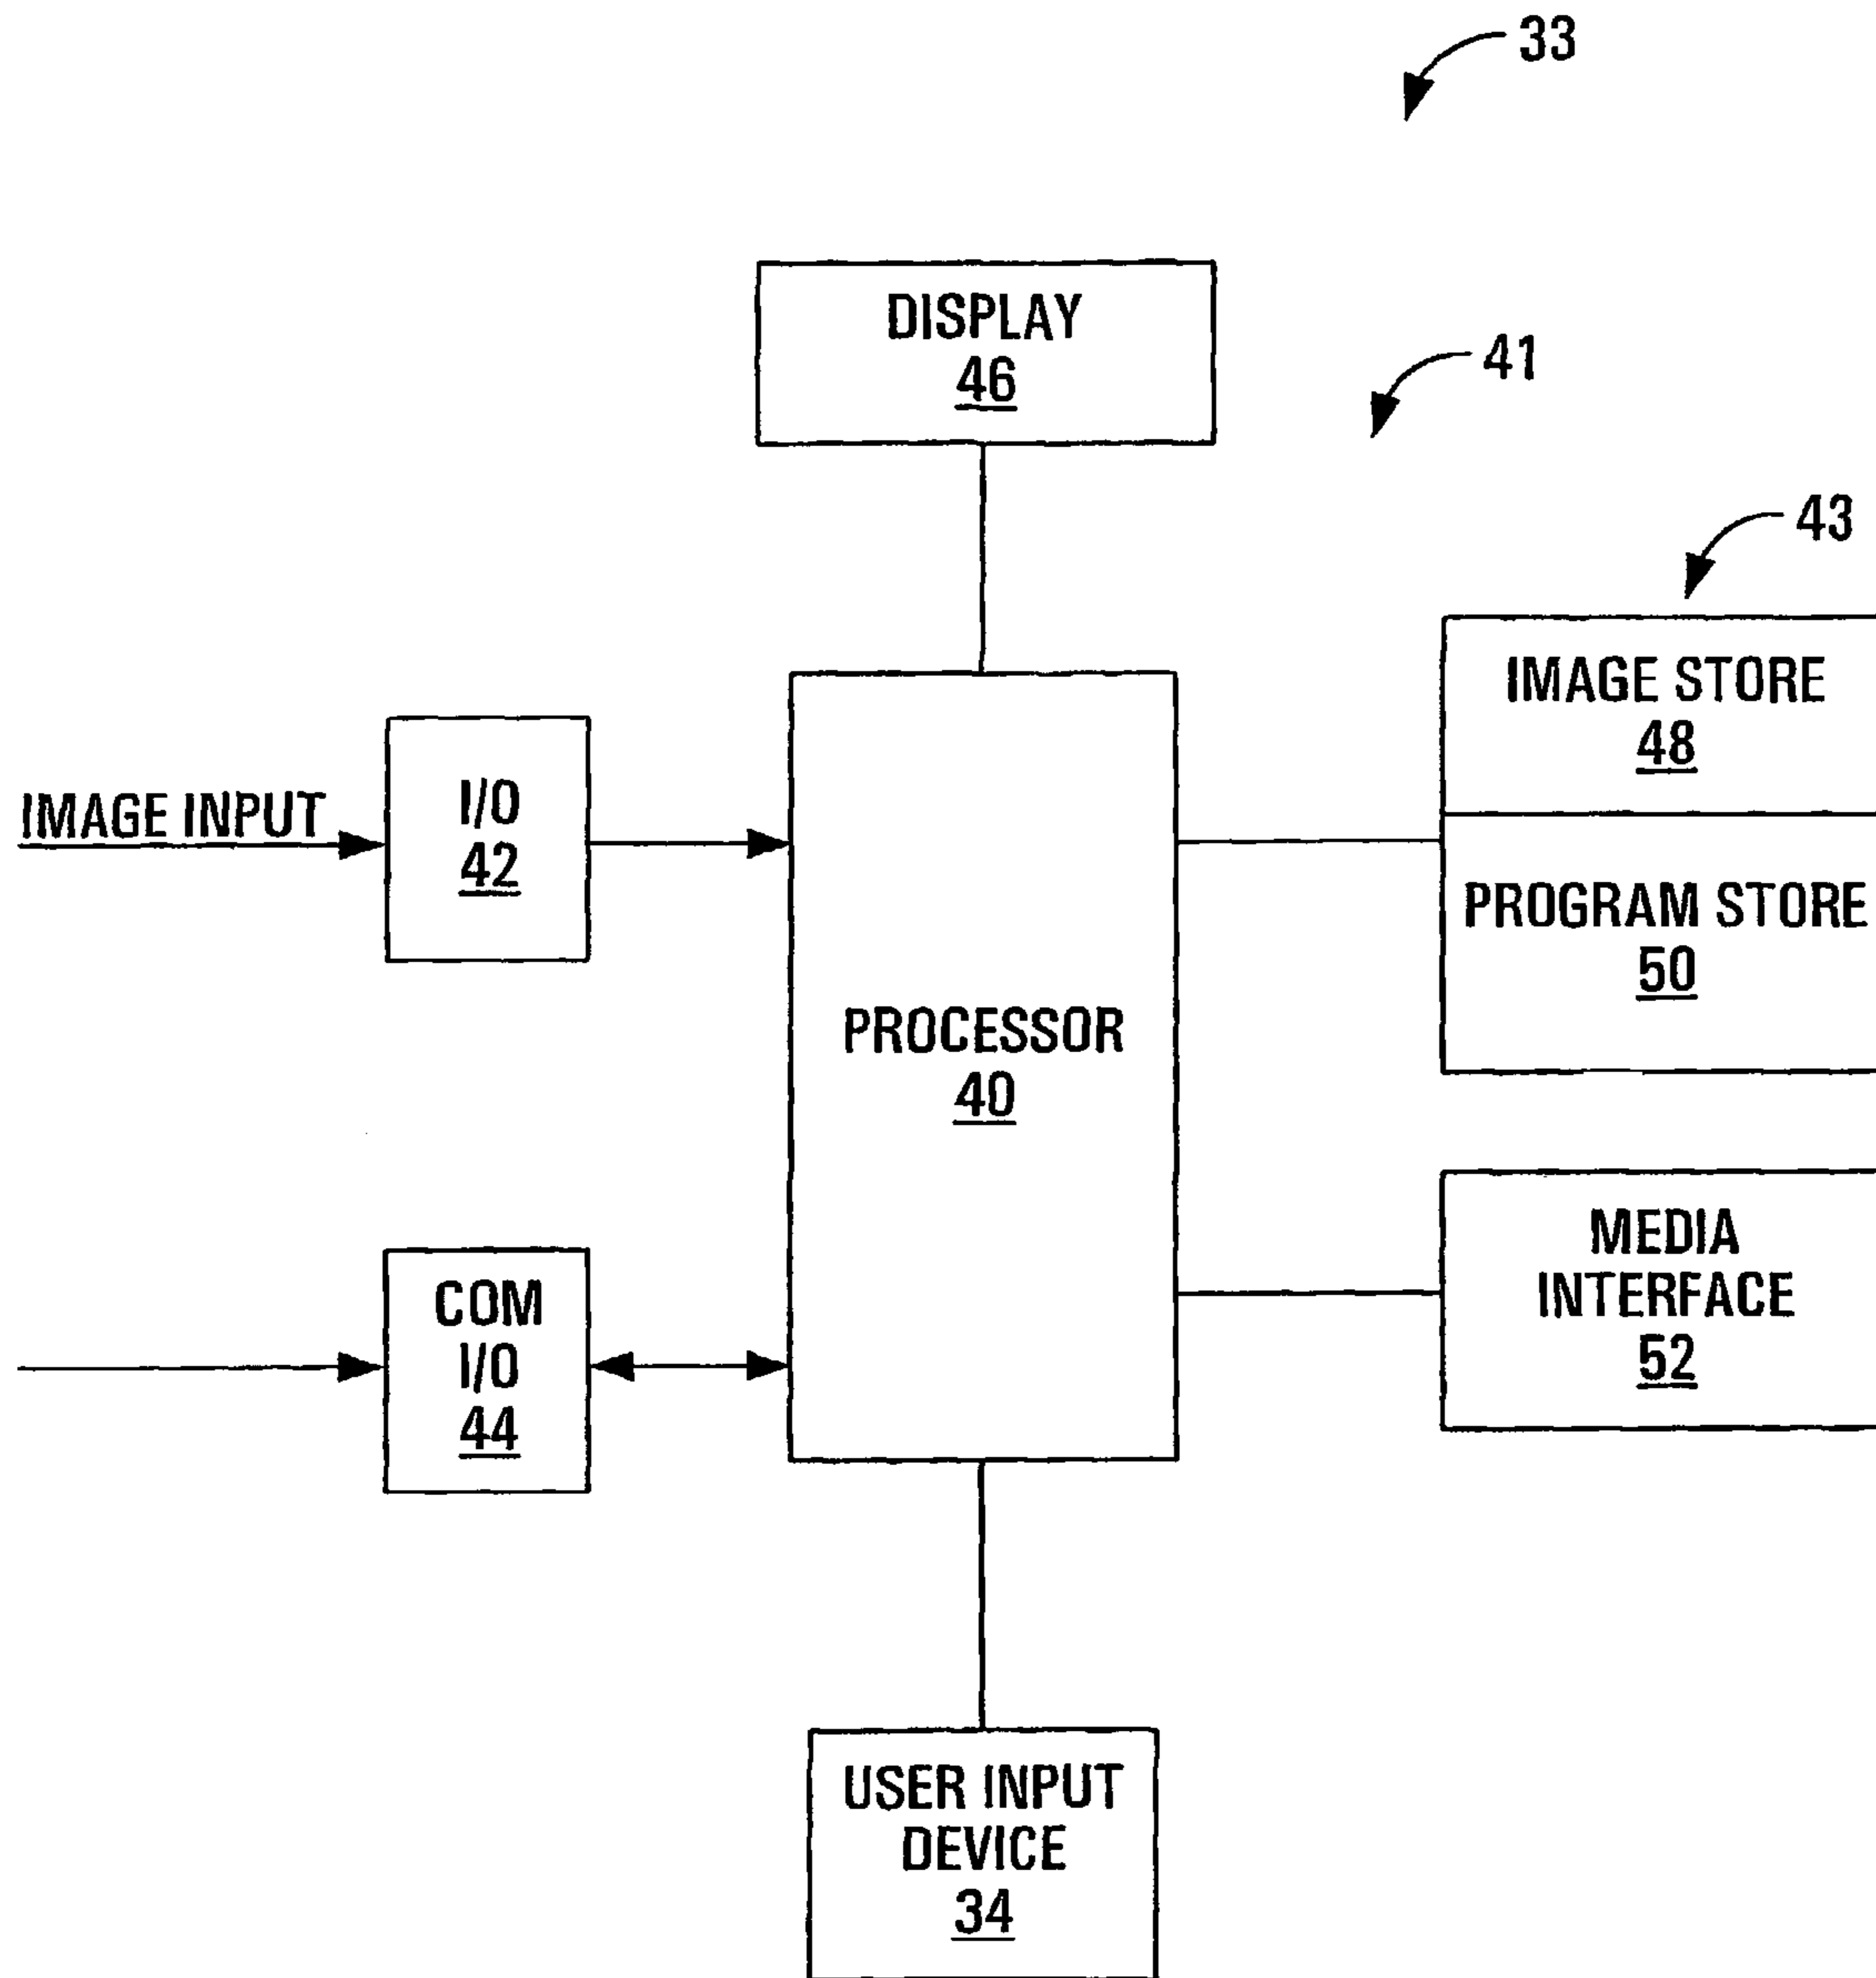 33
DISPLAY
46
41
43
IMAGE STORE
48
IMAGE INPUT
I/O
42
PROGRAM STORE
50
PROCESSOR
40
MEDIA
INTERFACE
52
COM
I/O
44
USER INPUT
DEVICE
34